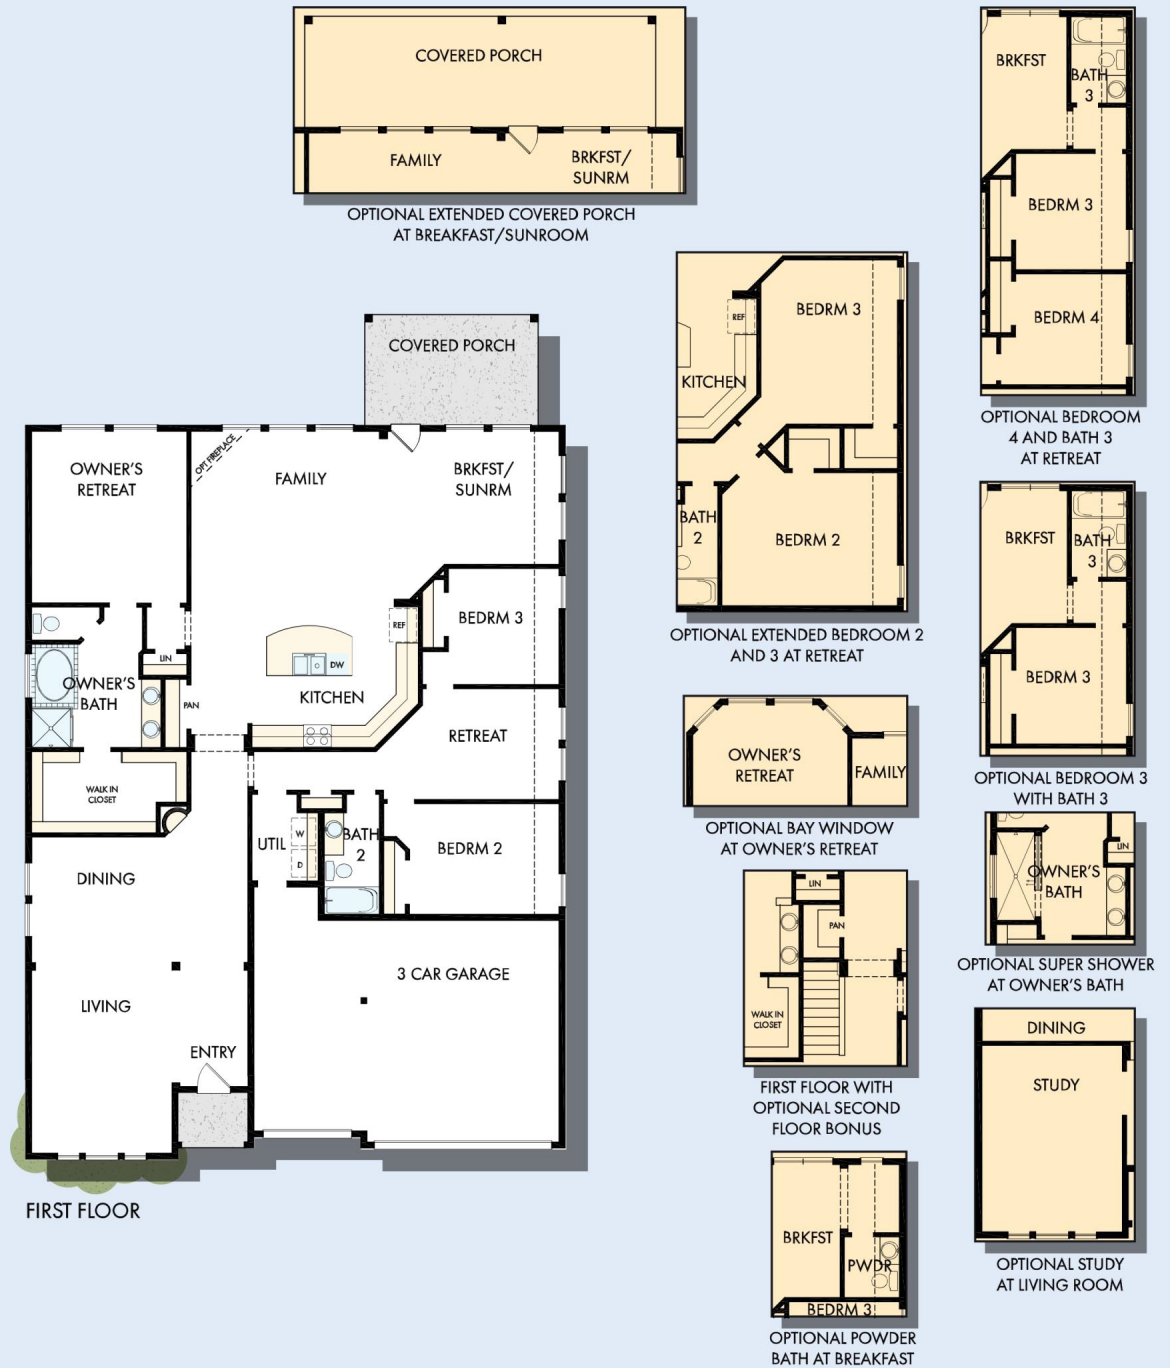 COVERED PORCH
FAMILY
BRKFST/
SUNRM
OPTIONAL EXTENDED COVERED PORCH
AT BREAKFAST/SUNROOM
COVERED PORCH
OWNER'S
RETREAT
OPT FIREPLACE
FAMILY
BRKFST/
SUNRM
BEDRM 3
REF
DW
KITCHEN
LIN
OWNER'S
BATH
PAN
RETREAT
WALK IN
CLOSET
UTIL
W
D
BATH
2
BEDRM 2
DINING
3 CAR GARAGE
LIVING
ENTRY
FIRST FLOOR
BEDRM 3
REF
KITCHEN
BATH
2
BEDRM 2
OPTIONAL EXTENDED BEDROOM 2
AND 3 AT RETREAT
OWNER'S
RETREAT
FAMILY
OPTIONAL BAY WINDOW
AT OWNER'S RETREAT
LIN
PAN
WALK IN
CLOSET
FIRST FLOOR WITH
OPTIONAL SECOND
FLOOR BONUS
BRKFST
PWDR
BEDRM 3
OPTIONAL POWDER
BATH AT BREAKFAST
BRKFST
BATH
3
BEDRM 3
BEDRM 4
OPTIONAL BEDROOM
4 AND BATH 3
AT RETREAT
BRKFST
BATH
3
BEDRM 3
OPTIONAL BEDROOM 3
WITH BATH 3
LIN
OWNER'S
BATH
OPTIONAL SUPER SHOWER
AT OWNER'S BATH
DINING
STUDY
OPTIONAL STUDY
AT LIVING ROOM